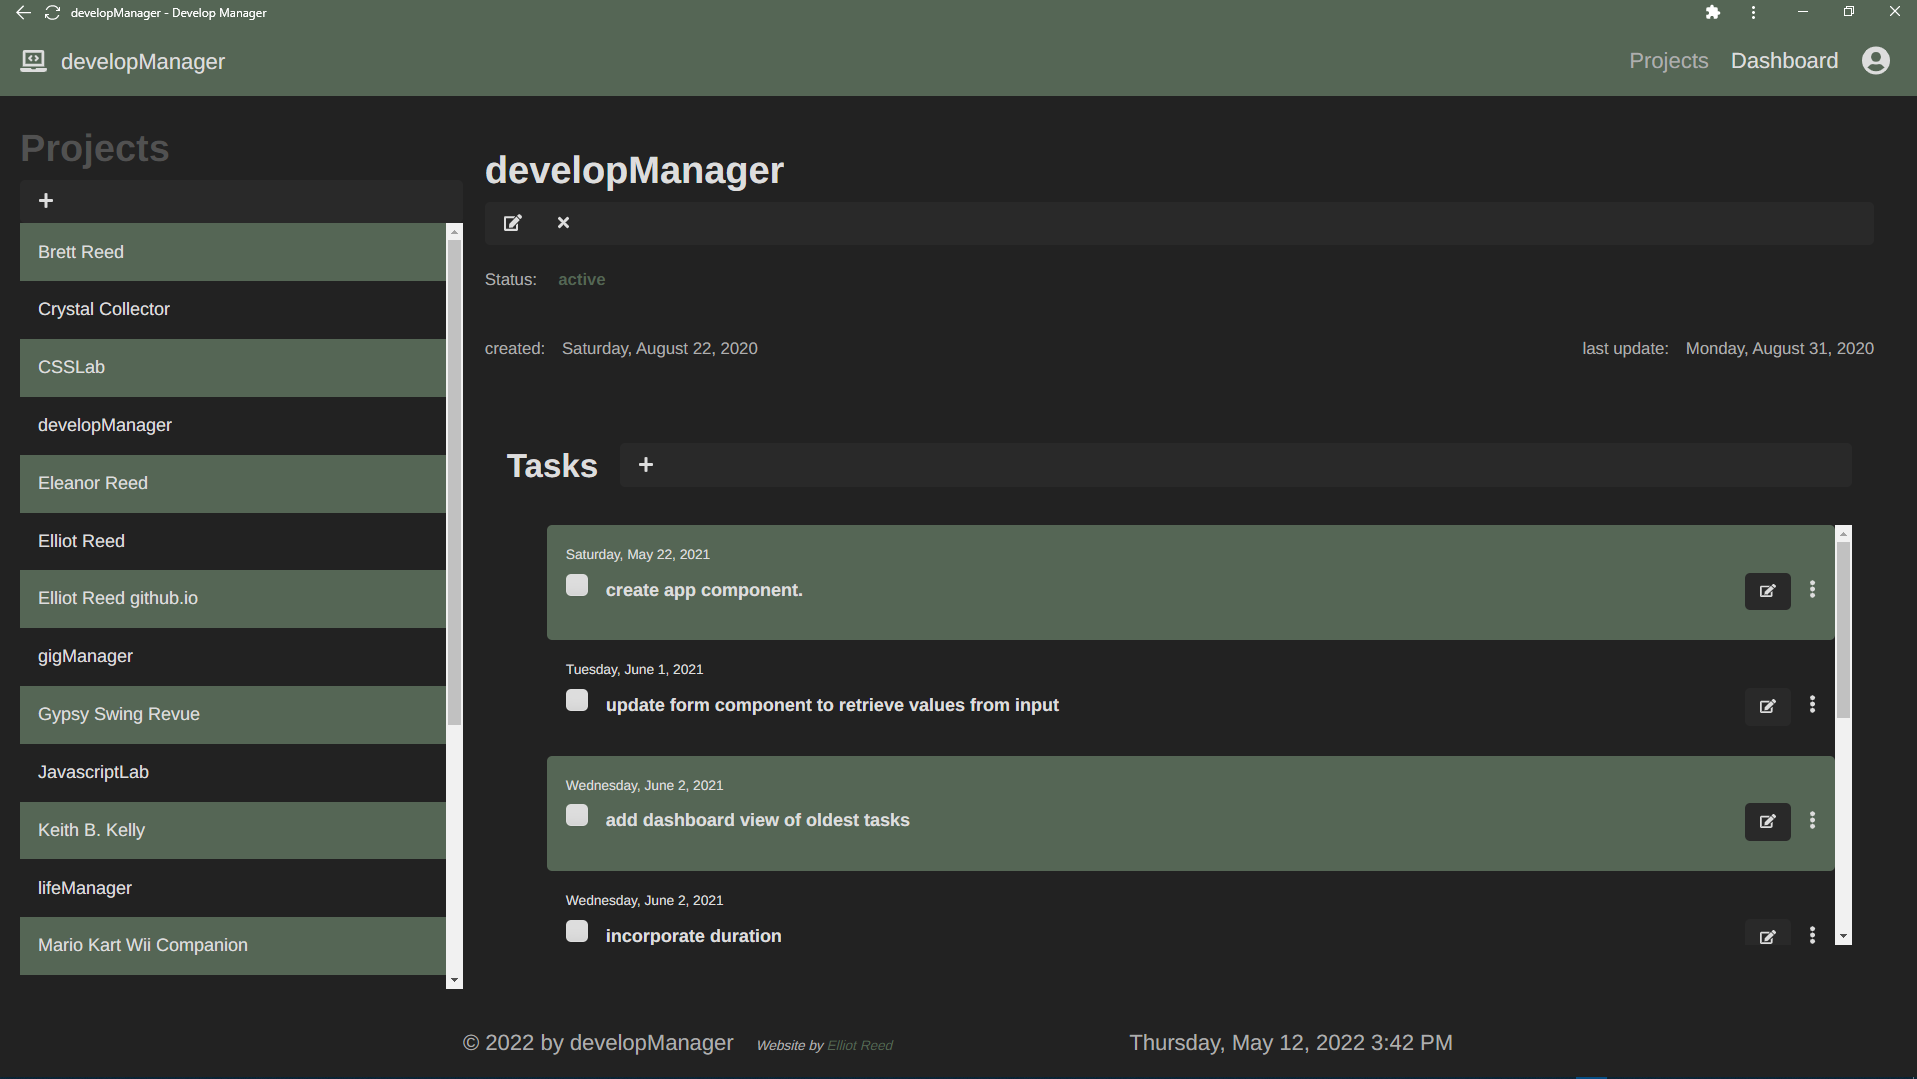 developManager - Develop Manager
developManager
Projects Dashboard
Projects
Brett Reed
Crystal Collector
CSSLab
developManager
Eleanor Reed
Elliot Reed
Elliot Reed github.io
gigManager
Gypsy Swing Revue
JavascriptLab
Keith B. Kelly
lifeManager
Mario Kart Wii Companion
developManager
Status: active
created: Saturday, August 22, 2020
last update: Monday, August 31, 2020
Tasks
Saturday, May 22, 2021
create app component.
Tuesday, June 1, 2021
update form component to retrieve values from input
Wednesday, June 2, 2021
add dashboard view of oldest tasks
Wednesday, June 2, 2021
incorporate duration
© 2022 by developManager Website by Elliot Reed
Thursday, May 12, 2022 3:42 PM